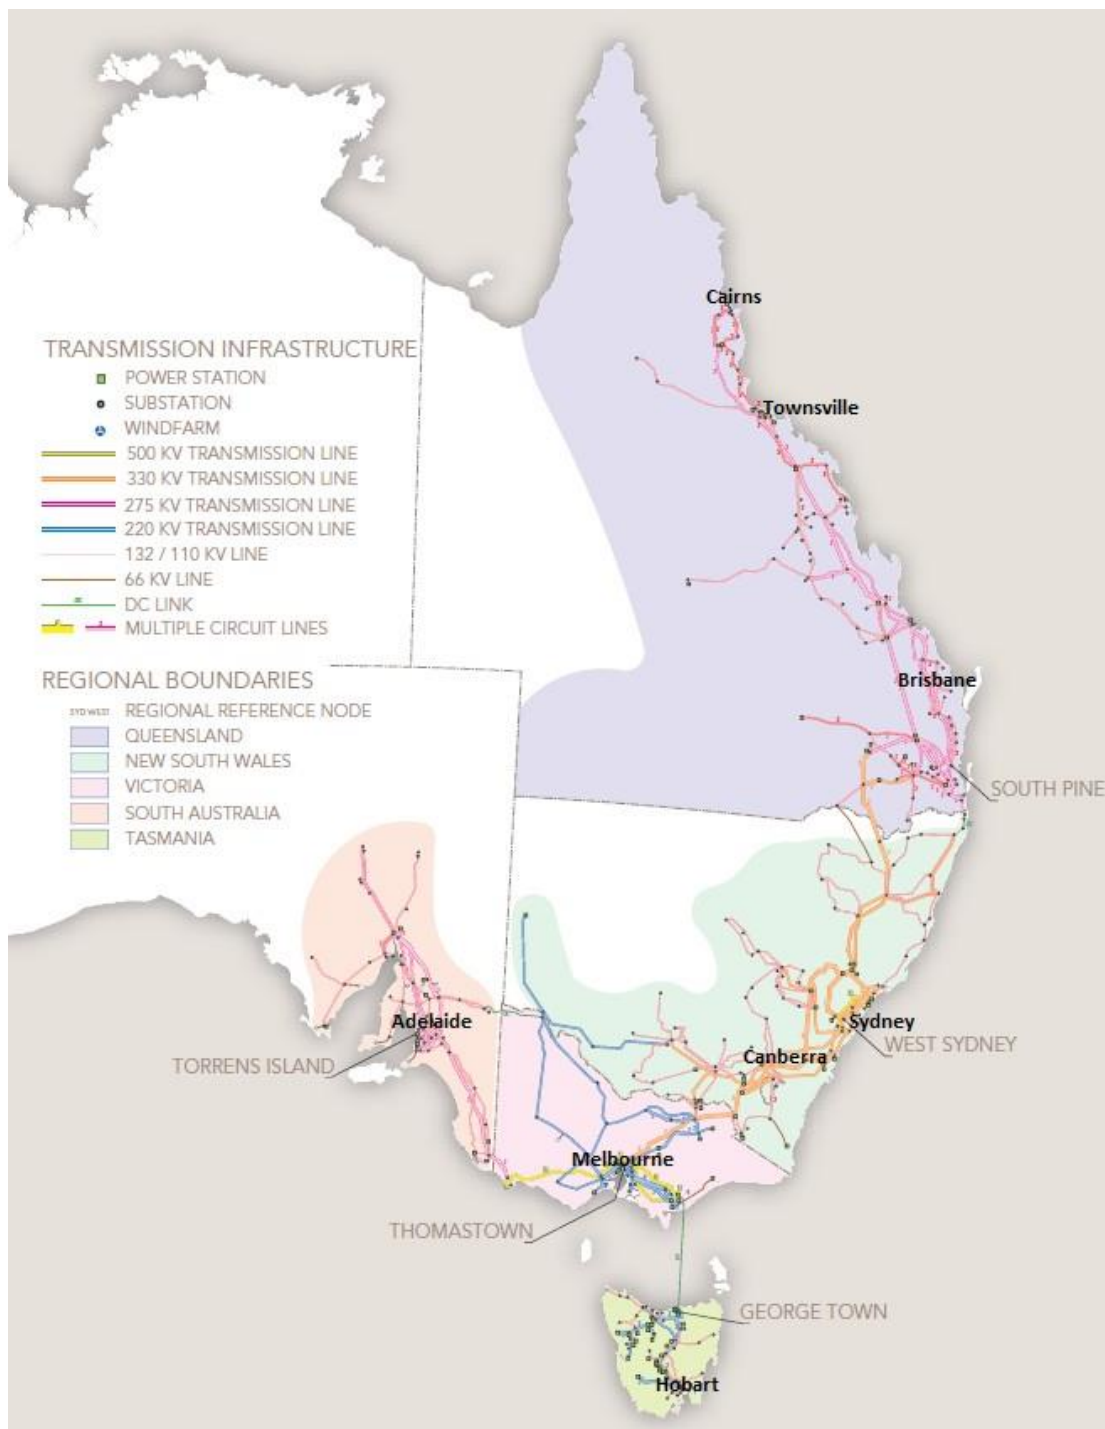 Cairns
Townsville
TRANSMISSION INFRASTRUCTURE
POWER STATION
SUBSTATION
WINDFARM
500 KV TRANSMISSION LINE
330 KV TRANSMISSION LINE
275 KV TRANSMISSION LINE
220 KV TRANSMISSION LINE
132 / 110 KV LINE
66 KV LINE
DC LINK
MULTIPLE CIRCUIT LINES
REGIONAL BOUNDARIES
SYD WEST REGIONAL REFERENCE NODE
QUEENSLAND
NEW SOUTH WALES
VICTORIA
SOUTH AUSTRALIA
TASMANIA
Brisbane
SOUTH PINE
Adelaide
TORRENS ISLAND
Sydney
WEST SYDNEY
Canberra
Melbourne
THOMASTOWN
GEORGE TOWN
Hobart